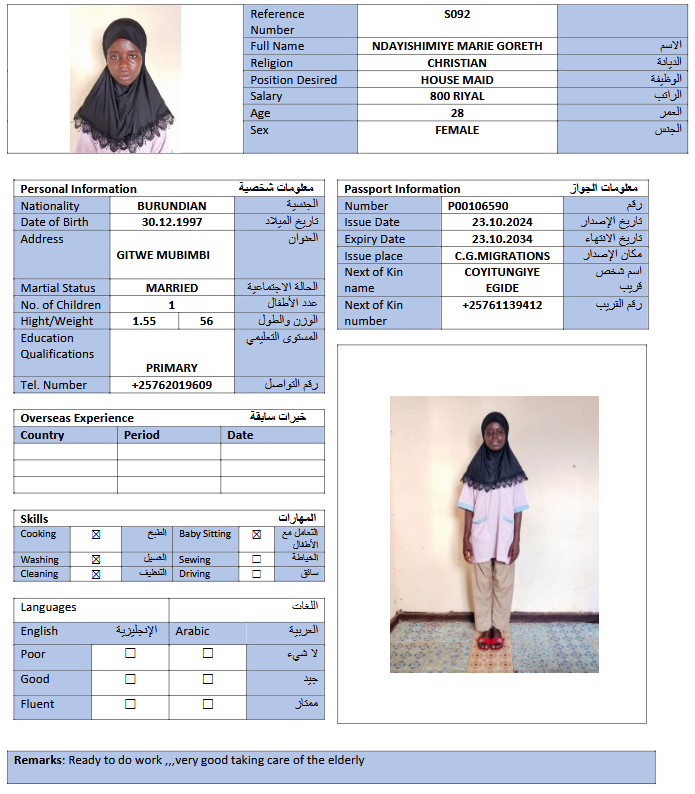 Reference Number S092
Full Name NDAYISHIMIYE MARIE GORETH الاسم
Religion CHRISTIAN الديانة
Position Desired HOUSE MAID الوظيفة
Salary 800 RIYAL الراتب
Age 28 العمر
Sex FEMALE الجنس
Personal Information معلومات شخصية
Nationality BURUNDIAN الجنسية
Date of Birth 30.12.1997 تاريخ الميلاد
Address GITWE MUBIMBI العنوان
Martial Status MARRIED الحالة الاجتماعية
No. of Children 1 عدد الأطفال
Hight/Weight 1.55 56 الوزن والطول
Education Qualifications PRIMARY المستوى التعليمي
Tel. Number +25762019609 رقم التواصل
Passport Information معلومات الجواز
Number P00106590 رقم
Issue Date 23.10.2024 تاريخ الإصدار
Expiry Date 23.10.2034 تاريخ الانتهاء
Issue place C.G.MIGRATIONS مكان الإصدار
Next of Kin name COYITUNGIYE EGIDE اسم شخص قريب
Next of Kin number +25761139412 رقم القريب
Overseas Experience خبرات سابقة
Country Period Date
Skills المهارات
Cooking ☒ الطبخ Baby Sitting ☒ التعامل مع الأطفال
Washing ☒ الغسيل Sewing ☐ الخياطة
Cleaning ☒ التنظيف Driving ☐ سائق
Languages اللغات
English الإنجليزية Arabic العربية
Poor ☐ ☐ لا شيء
Good ☐ ☐ جيد
Fluent ☐ ☐ ممتاز
Remarks: Ready to do work ,,,very good taking care of the elderly